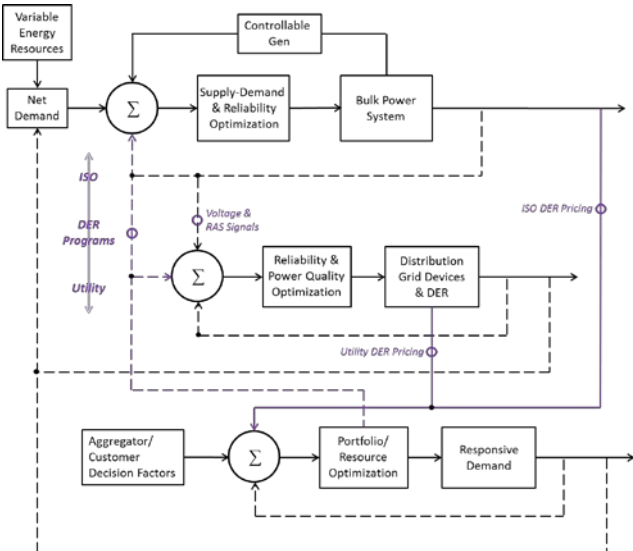 Variable
Energy
Resources
Controllable
Gen
Net
Demand
Σ
Supply-Demand
& Reliability
Optimization
Bulk Power
System
ISO
DER
Programs
Utility
Voltage &
RAS Signals
ISO DER Pricing
Σ
Reliability &
Power Quality
Optimization
Distribution
Grid Devices
& DER
Utility DER Pricing
Aggregator/
Customer
Decision Factors
Σ
Portfolio/
Resource
Optimization
Responsive
Demand